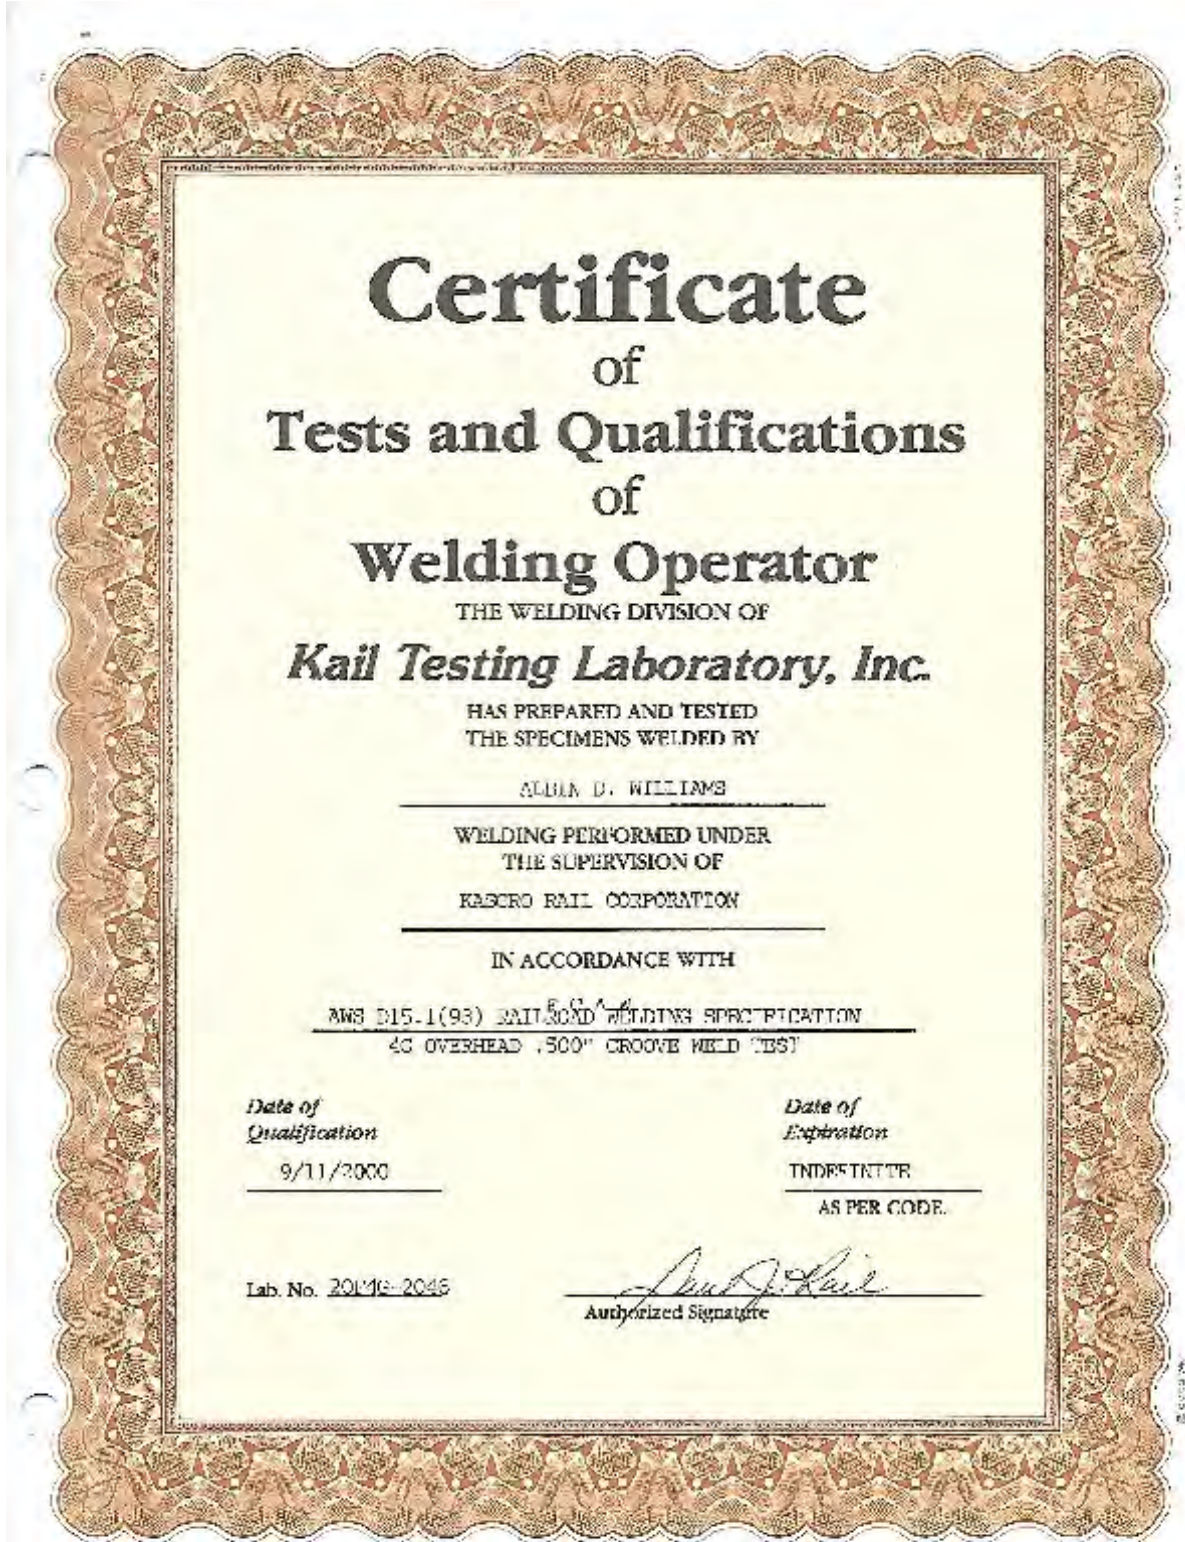 Certificate
of
Tests and Qualifications
of
Welding Operator
THE WELDING DIVISION OF
Kail Testing Laboratory, Inc.
HAS PREPARED AND TESTED
THE SPECIMENS WELDED BY
D. WILLIAMS
WELDING PERFORMED UNDER
THE SUPERVISION OF
RAIL CORPORATION
IN ACCORDANCE WITH
AWS D15.1(93) RAILROAD WELDING SPECIFICATION
4G OVERHEAD .500" GROOVE WELD TEST
Date of
Qualification
9/11/2000
Date of
Expiration
INDEFINITE
AS PER CODE.
Lab. No.
Authorized Signature